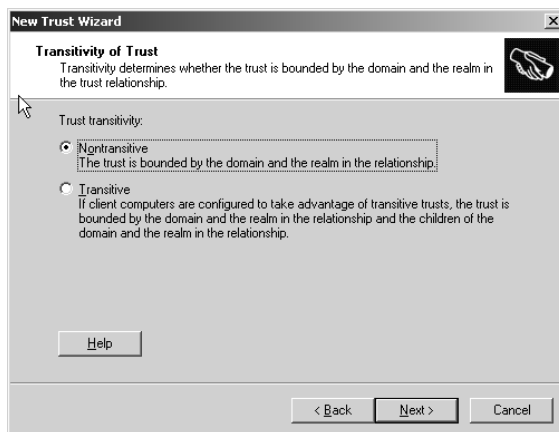 New Trust Wizard
Transitivity of Trust
Transitivity determines whether the trust is bounded by the domain and the realm in
the trust relationship.
Trust transitivity:
Nontransitive
The trust is bounded by the domain and the realm in the relationship.
Transitive
If client computers are configured to take advantage of transitive trusts, the trust is
bounded by the domain and the realm in the relationship and the children of the
domain and the realm in the relationship.
Help
< Back Next > Cancel